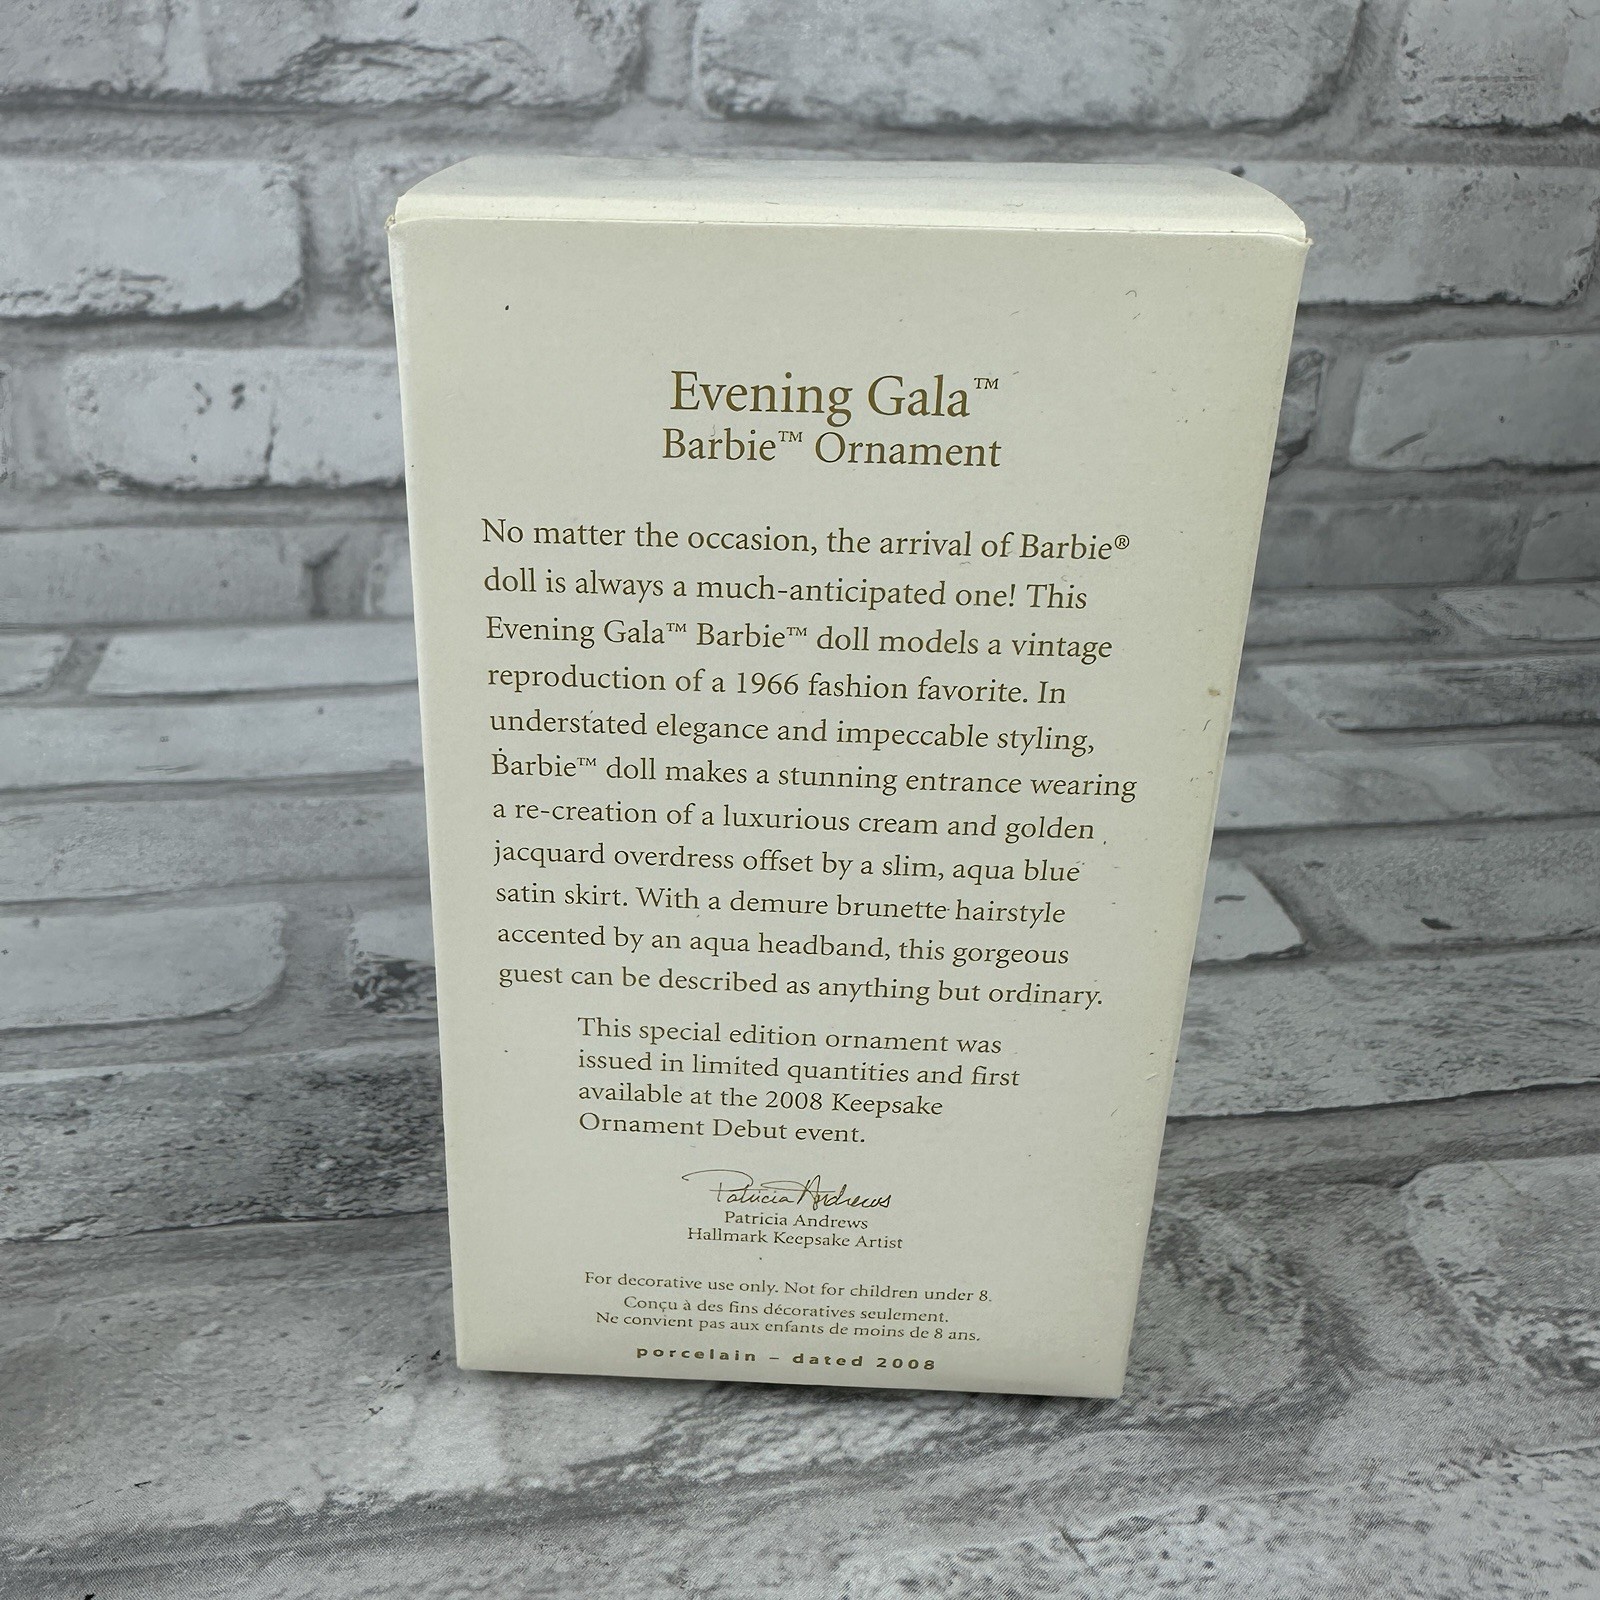 Evening Gala™
Barbie™ Ornament
No matter the occasion, the arrival of Barbie®
doll is always a much-anticipated one! This
Evening Gala™ Barbie™ doll models a vintage
reproduction of a 1966 fashion favorite. In
understated elegance and impeccable styling,
Barbie™ doll makes a stunning entrance wearing
a re-creation of a luxurious cream and golden
jacquard overdress offset by a slim, aqua blue
satin skirt. With a demure brunette hairstyle
accented by an aqua headband, this gorgeous
guest can be described as anything but ordinary.
This special edition ornament was
issued in limited quantities and first
available at the 2008 Keepsake
Ornament Debut event.
Patricia Andrews
Patricia Andrews
Hallmark Keepsake Artist
For decorative use only. Not for children under 8.
Conçu à des fins décoratives seulement.
Ne convient pas aux enfants de moins de 8 ans.
porcelain – dated 2008